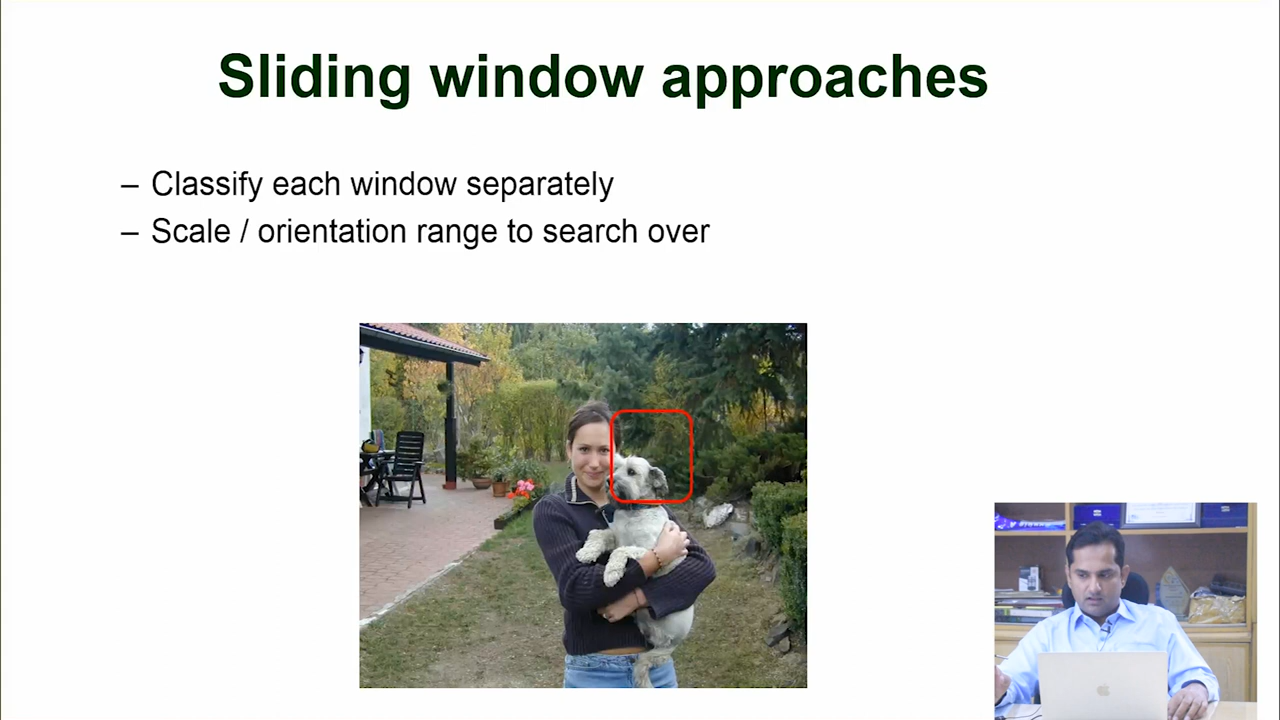 Sliding window approaches
– Classify each window separately
– Scale / orientation range to search over